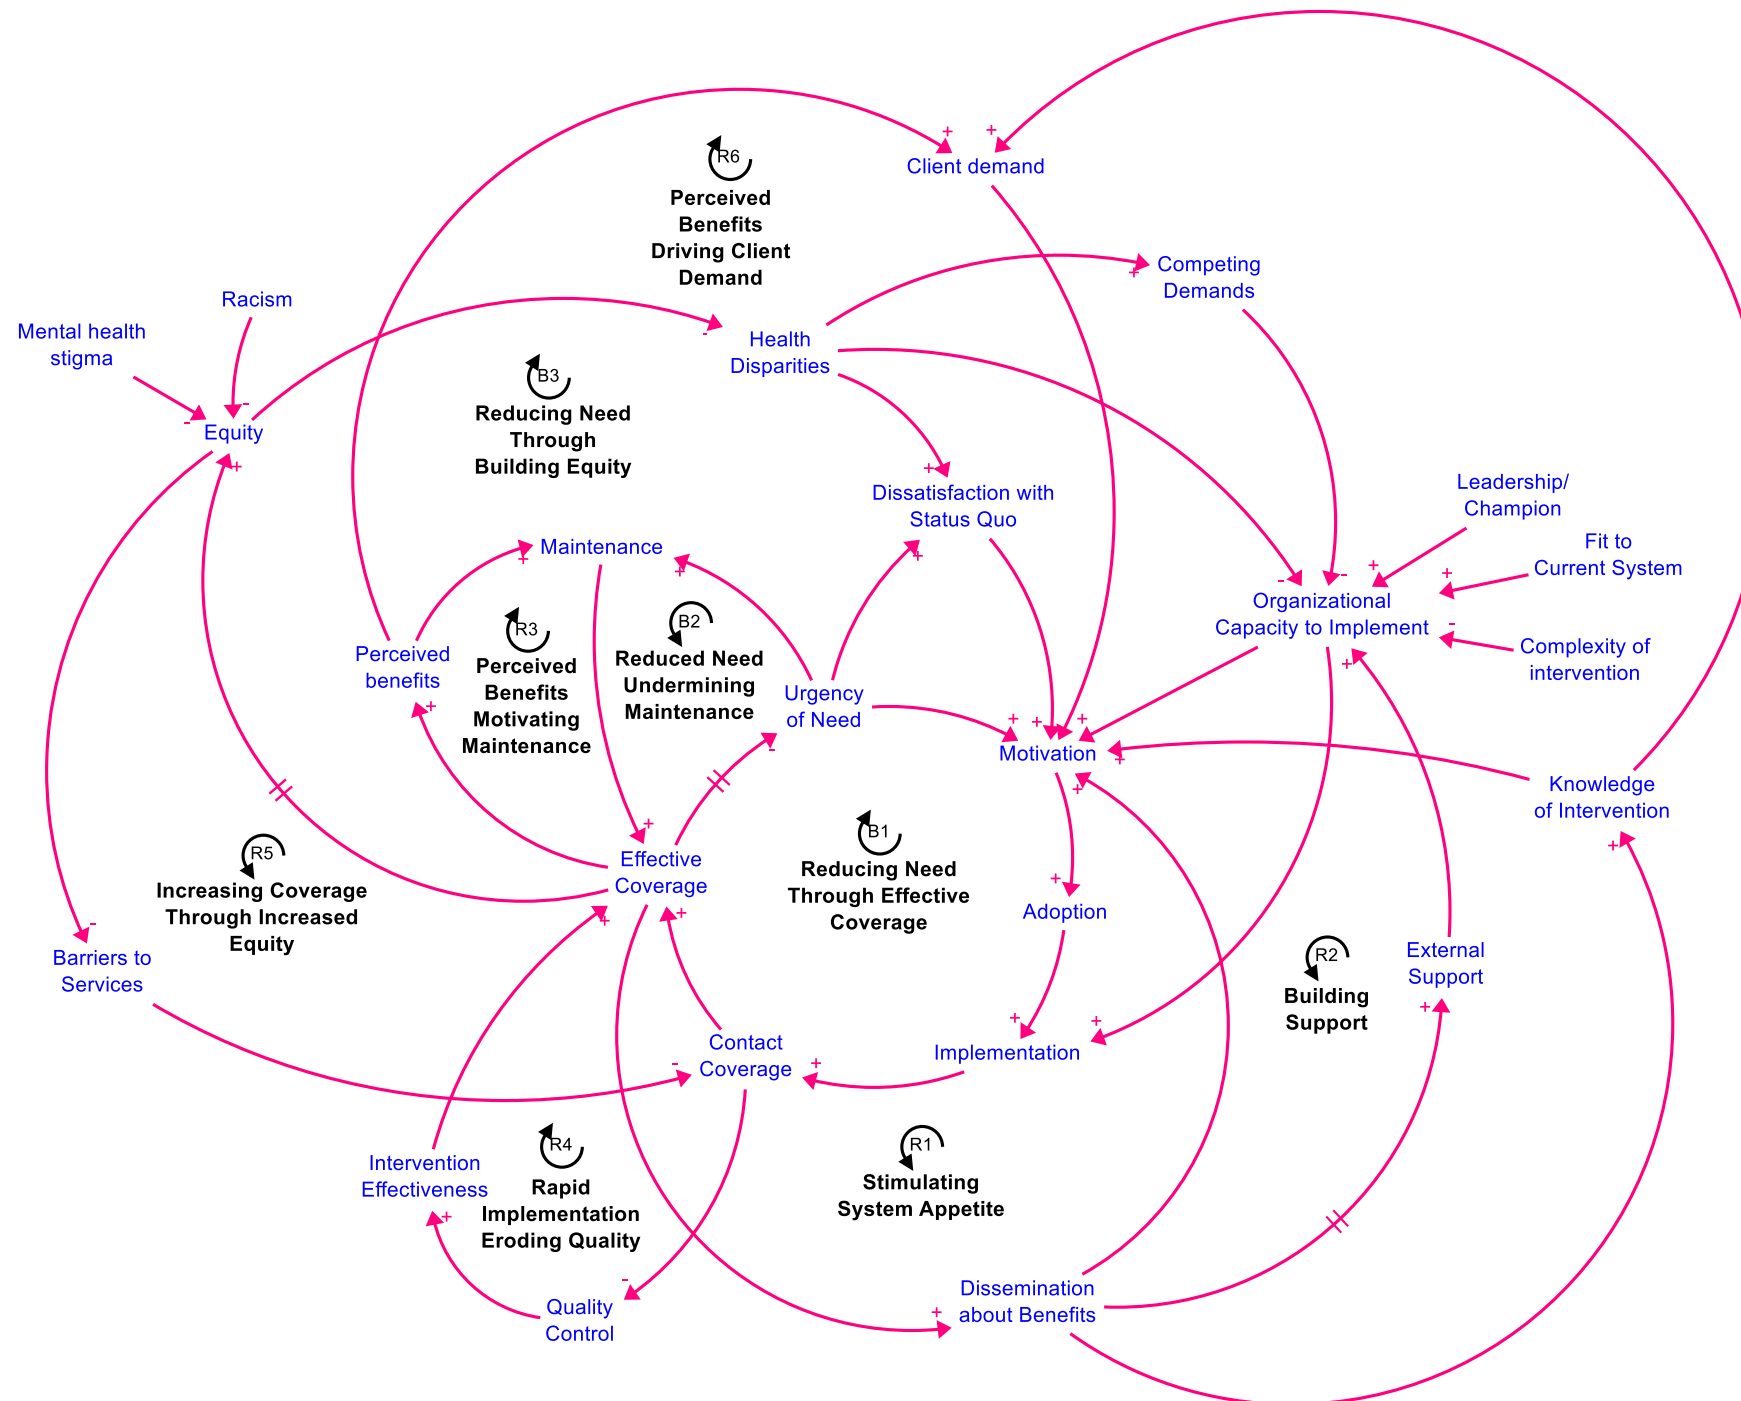 Client demand
R6
Perceived
Benefits
Driving Client
Demand
Competing
Demands
Racism
Mental health
stigma
Health
Disparities
B3
Reducing Need
Through
Building Equity
Equity
Dissatisfaction with
Status Quo
Leadership/
Champion
Fit to
Current System
Maintenance
Organizational
Capacity to Implement
Complexity of
intervention
Perceived
benefits
R3
Perceived
Benefits
Motivating
Maintenance
B2
Reduced Need
Undermining
Maintenance
Urgency
of Need
Motivation
Knowledge
of Intervention
B1
Reducing Need
Through Effective
Coverage
Effective
Coverage
R5
Increasing Coverage
Through Increased
Equity
Adoption
Barriers to
Services
External
Support
R2
Building
Support
Contact
Coverage
Implementation
Intervention
Effectiveness
R4
Rapid
Implementation
Eroding Quality
R1
Stimulating
System Appetite
Quality
Control
Dissemination
about Benefits